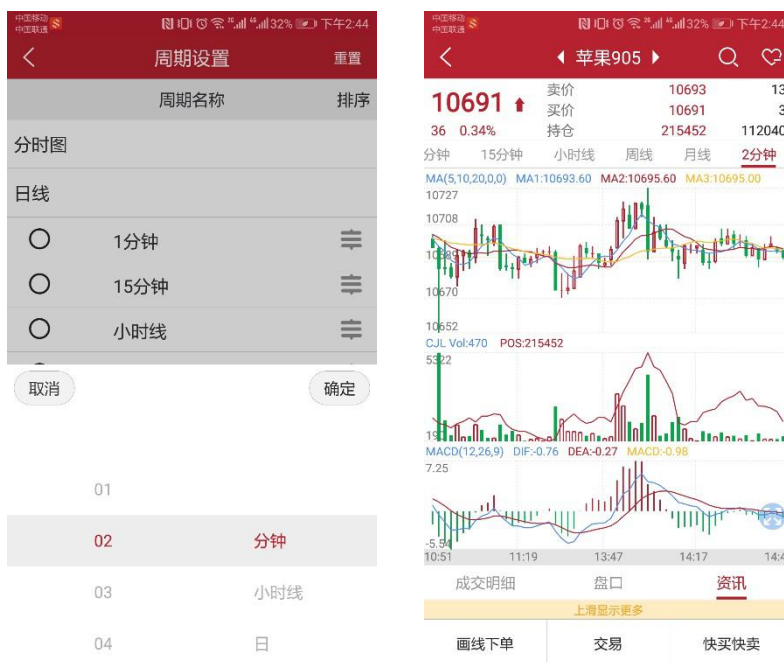 中国移动
中国联通
32%
下午2:44
周期设置
重置
周期名称
排序
分时图
日线
1分钟
15分钟
小时线
取消
确定
01
02 分钟
03 小时线
04 日
中国移动
中国联通
32%
下午2:44
苹果905
10691
36 0.34%
卖价 10693 13
买价 10691 3
持仓 215452 112040
分钟 15分钟 小时线 周线 月线 2分钟
MA(5,10,20,0,0) MA1:10693.60 MA2:10695.60 MA3:10695.00
10727
10708
10670
10652
CJL Vol:470 POS:215452
5322
MACD(12,26,9) DIF:-0.76 DEA:-0.27 MACD:-0.98
7.25
-5.54
10:51 11:19 13:47 14:17 14:4
成交明细 盘口 资讯
上滑显示更多
画线下单 交易 快买快卖